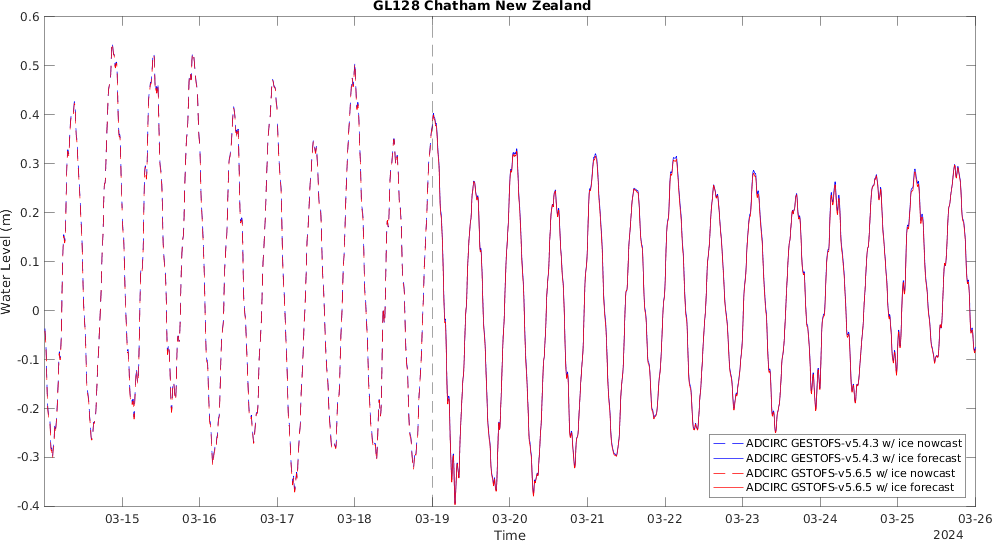 GL128 Chatham New Zealand
Water Level (m)
0.6
0.5
0.4
0.3
0.2
0.1
0
-0.1
-0.2
-0.3
-0.4
ADCIRC GESTOFS-v5.4.3 w/ ice nowcast
ADCIRC GESTOFS-v5.4.3 w/ ice forecast
ADCIRC GSTOFS-v5.6.5 w/ ice nowcast
ADCIRC GSTOFS-v5.6.5 w/ ice forecast
03-15 03-16 03-17 03-18 03-19 03-20 03-21 03-22 03-23 03-24 03-25 03-26
Time
2024